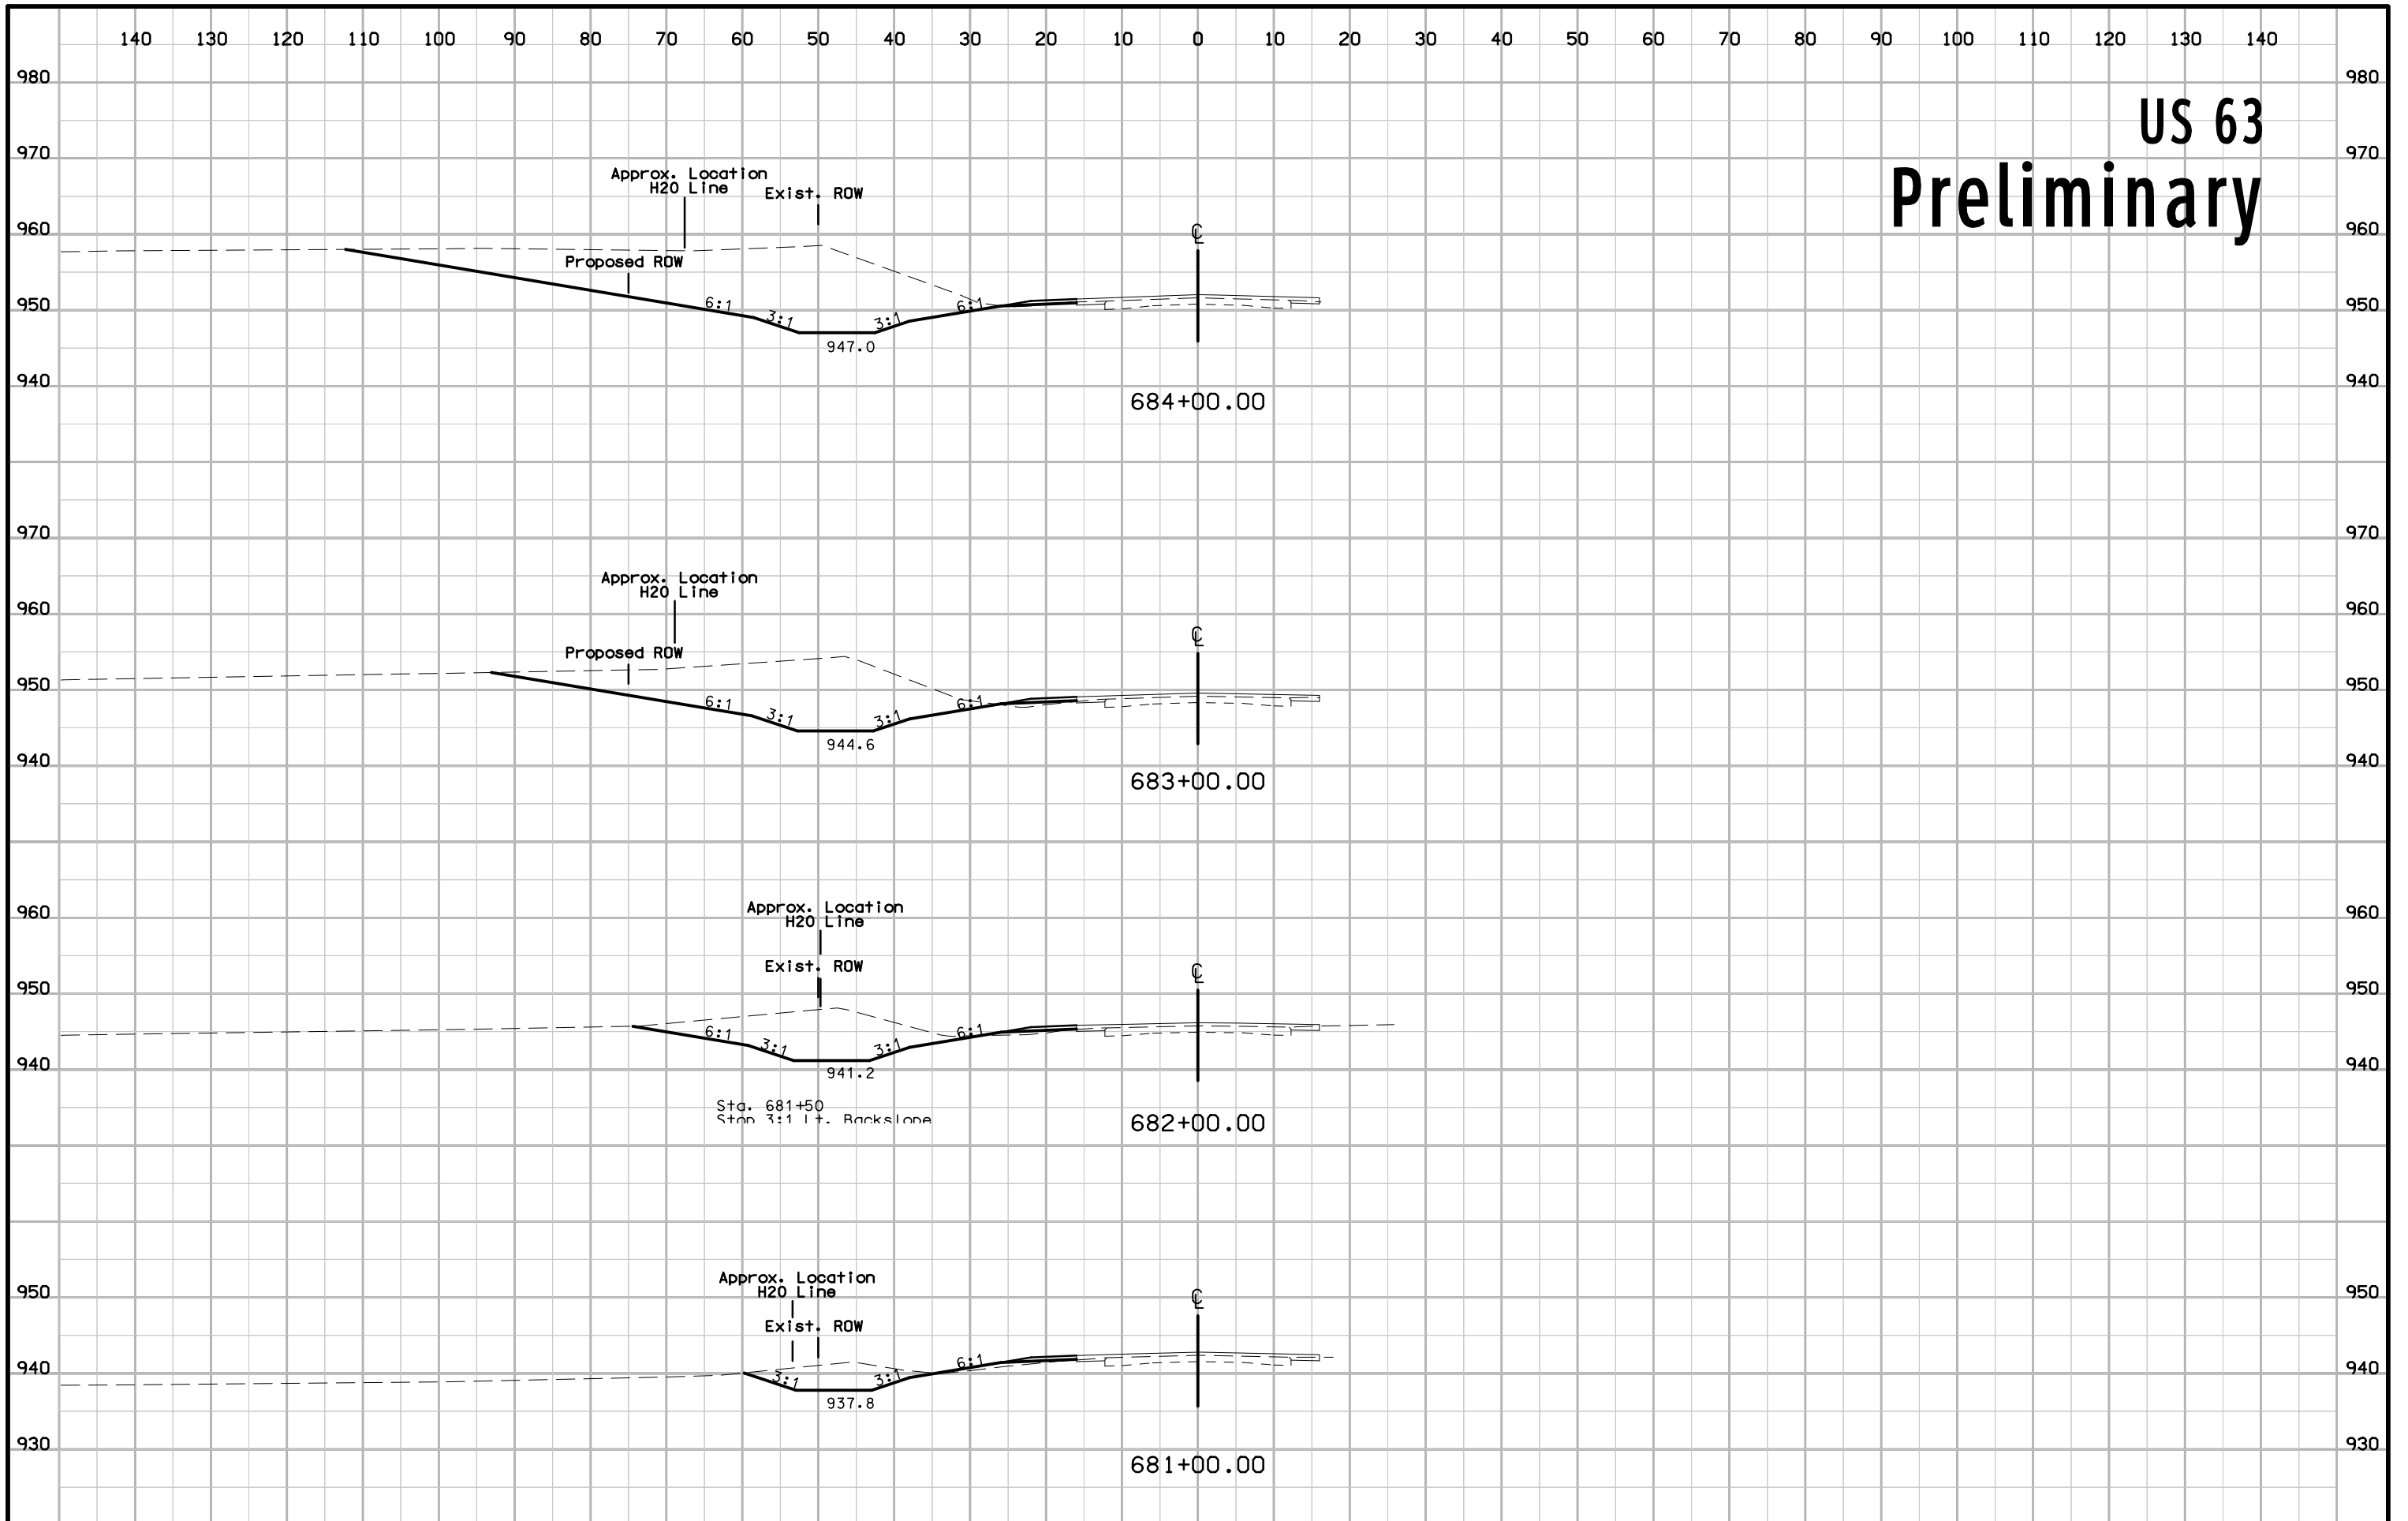 140 130 120 110 100 90 80 70 60 50 40 30 20 10 0 10 20 30 40 50 60 70 80 90 100 110 120 130 140
980 980
US 63
970 970
Preliminary
Approx. Location
H20 Line
Exist. ROW
960 ℄ 960
Proposed ROW
950 6:1 3:1 3:1 6:1 950
947.0
940 940
684+00.00
970 970
Approx. Location
H20 Line
960 960
℄
Proposed ROW
950 950
6:1 3:1 3:1 6:1
944.6
940 940
683+00.00
Approx. Location
H20 Line
960 960
Exist. ROW
℄
950 950
6:1 3:1 3:1 6:1
940 940
941.2
Sta. 681+50
Stop 3:1 Lt. Backslope
682+00.00
Approx. Location
H20 Line
950 ℄ 950
Exist. ROW
940 3:1 3:1 6:1 940
937.8
930 930
681+00.00